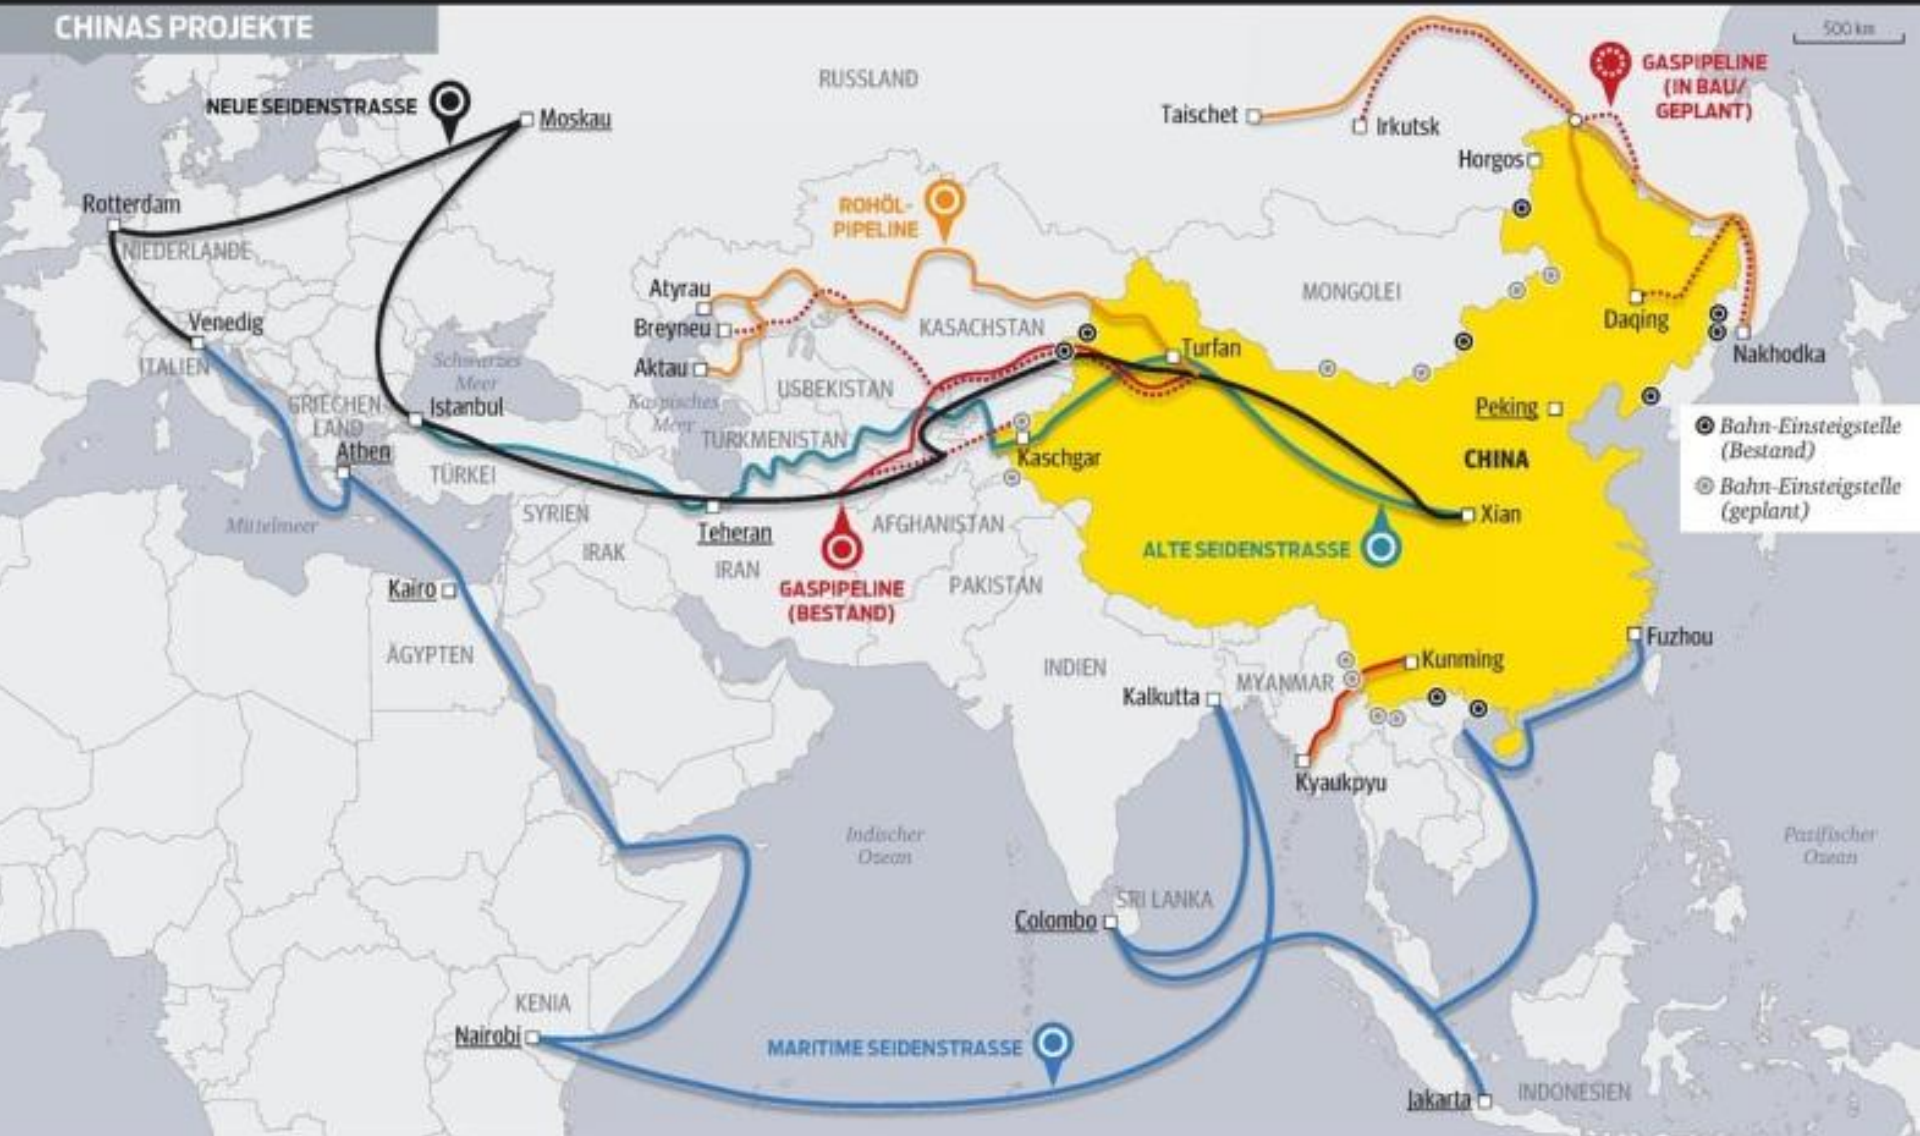 CHINAS PROJEKTE
500 km
RUSSLAND
GASPIPELINE
(IN BAU/
GEPLANT)
NEUE SEIDENSTRASSE
Moskau
Taischet
Irkutsk
Horgos
Rotterdam
NIEDERLANDE
ROHÖL-
PIPELINE
Atyrau
Breyneu
Aktau
KASACHSTAN
MONGOLEI
Daqing
Nakhodka
Venedig
ITALIEN
Schwarzes
Meer
Kaspisches
Meer
USBEKISTAN
TURKMENISTAN
Turfan
Peking
CHINA
Bahn-Einsteigstelle
(Bestand)
Bahn-Einsteigstelle
(geplant)
GRIECHEN-
LAND
Istanbul
Athen
TÜRKEI
Kaschgar
Mittelmeer
SYRIEN
IRAK
Teheran
IRAN
AFGHANISTAN
PAKISTAN
Xian
ALTE SEIDENSTRASSE
GASPIPELINE
(BESTAND)
Kairo
ÄGYPTEN
INDIEN
Kalkutta
MYANMAR
Kunming
Fuzhou
Kyaukpyu
Indischer
Ozean
Pazifischer
Ozean
SRI LANKA
Colombo
KENIA
Nairobi
MARITIME SEIDENSTRASSE
Jakarta
INDONESIEN